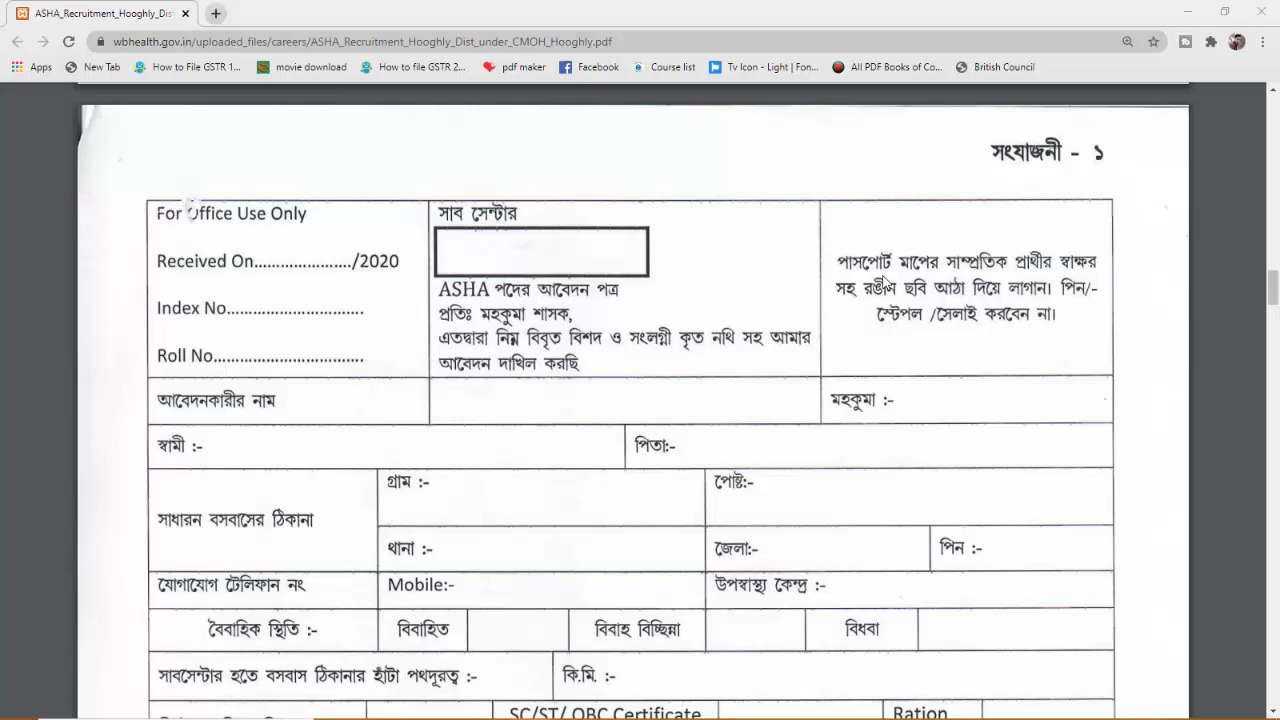 ASHA_Recruitment_Hooghly_Dis
wbhealth.gov.in/uploaded_files/careers/ASHA_Recruitment_Hooghly_Dist_under_CMOH_Hooghly.pdf
Apps New Tab How to File GSTR 1... movie download How to file GSTR 2... pdf maker Facebook Course list Tv Icon - Light | Fon... All PDF Books of Co... British Council
সংযাজনী - ১
For Office Use Only
Received On...................../2020
Index No..............................
Roll No.................................
সাব সেন্টার
ASHA পদের আবেদন পত্র
প্রতিঃ মহকুমা শাসক,
এতদ্বারা নিম্ন বিবৃত বিশদ ও সংলগ্নী কৃত নথি সহ আমার
আবেদন দাখিল করছি
পাসপোর্ট মাপের সাম্প্রতিক প্রার্থীর স্বাক্ষর
সহ রঙীন ছবি আঠা দিয়ে লাগান। পিন/-
স্টেপল /সেলাই করবেন না।
আবেদনকারীর নাম মহকুমা :-
স্বামী :- পিতা:-
সাধারন বসবাসের ঠিকানা
গ্রাম :- পোষ্ট:-
থানা :- জেলা:- পিন :-
যোগাযোগ টেলিফান নং Mobile:- উপস্বাস্থ্য কেন্দ্র :-
বৈবাহিক স্থিতি :- বিবাহিত বিবাহ বিচ্ছিন্না বিধবা
সাবসেন্টার হতে বসবাস ঠিকানার হাঁটা পথদূরত্ব :- কি.মি. :-
SC/ST/ OBC Certificate Ration